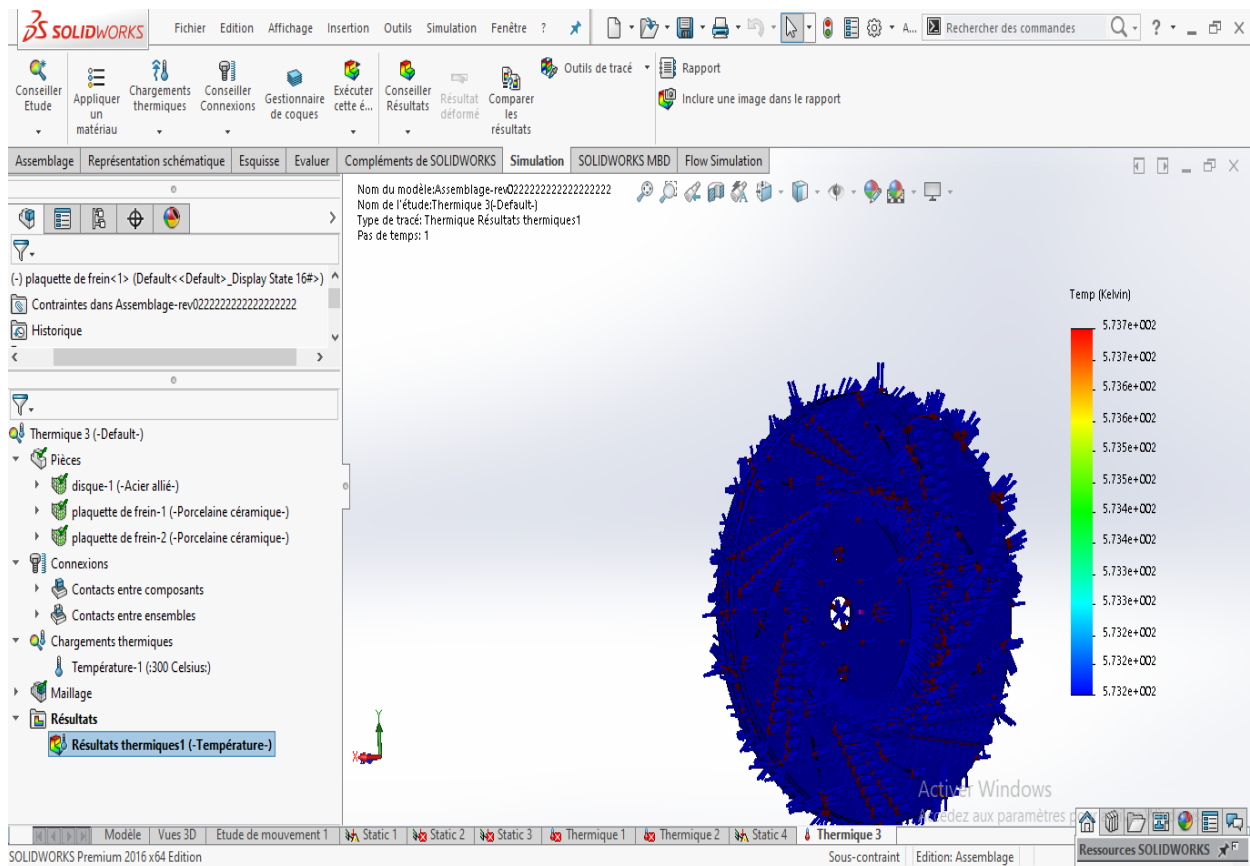 SOLIDWORKS
Fichier Edition Affichage Insertion Outils Simulation Fenêtre ?
A...
Rechercher des commandes
Conseiller Etude
Appliquer un matériau
Chargements thermiques
Conseiller Connexions
Gestionnaire de coques
Exécuter cette é...
Conseiller Résultats
Résultat déformé
Comparer les résultats
Outils de tracé
Rapport
Inclure une image dans le rapport
Assemblage Représentation schématique Esquisse Evaluer Compléments de SOLIDWORKS Simulation SOLIDWORKS MBD Flow Simulation
(-) plaquette de frein<1> (Default<<Default>_Display State 16#>)
Contraintes dans Assemblage-rev0222222222222222222
Historique
Thermique 3 (-Default-)
Pièces
disque-1 (-Acier allié-)
plaquette de frein-1 (-Porcelaine céramique-)
plaquette de frein-2 (-Porcelaine céramique-)
Connexions
Contacts entre composants
Contacts entre ensembles
Chargements thermiques
Température-1 (:300 Celsius:)
Maillage
Résultats
Résultats thermiques1 (-Température-)
Nom du modèle:Assemblage-rev0222222222222222222
Nom de l'étude:Thermique 3(-Default-)
Type de tracé: Thermique Résultats thermiques1
Pas de temps: 1
Temp (Kelvin)
5.737e+002
5.737e+002
5.736e+002
5.736e+002
5.735e+002
5.735e+002
5.734e+002
5.734e+002
5.733e+002
5.733e+002
5.732e+002
5.732e+002
5.732e+002
Y
X
Activer Windows
Accédez aux paramètres
Modèle Vues 3D Etude de mouvement 1 Static 1 Static 2 Static 3 Thermique 1 Thermique 2 Static 4 Thermique 3
Ressources SOLIDWORKS
SOLIDWORKS Premium 2016 x64 Edition
Sous-contraint Edition: Assemblage